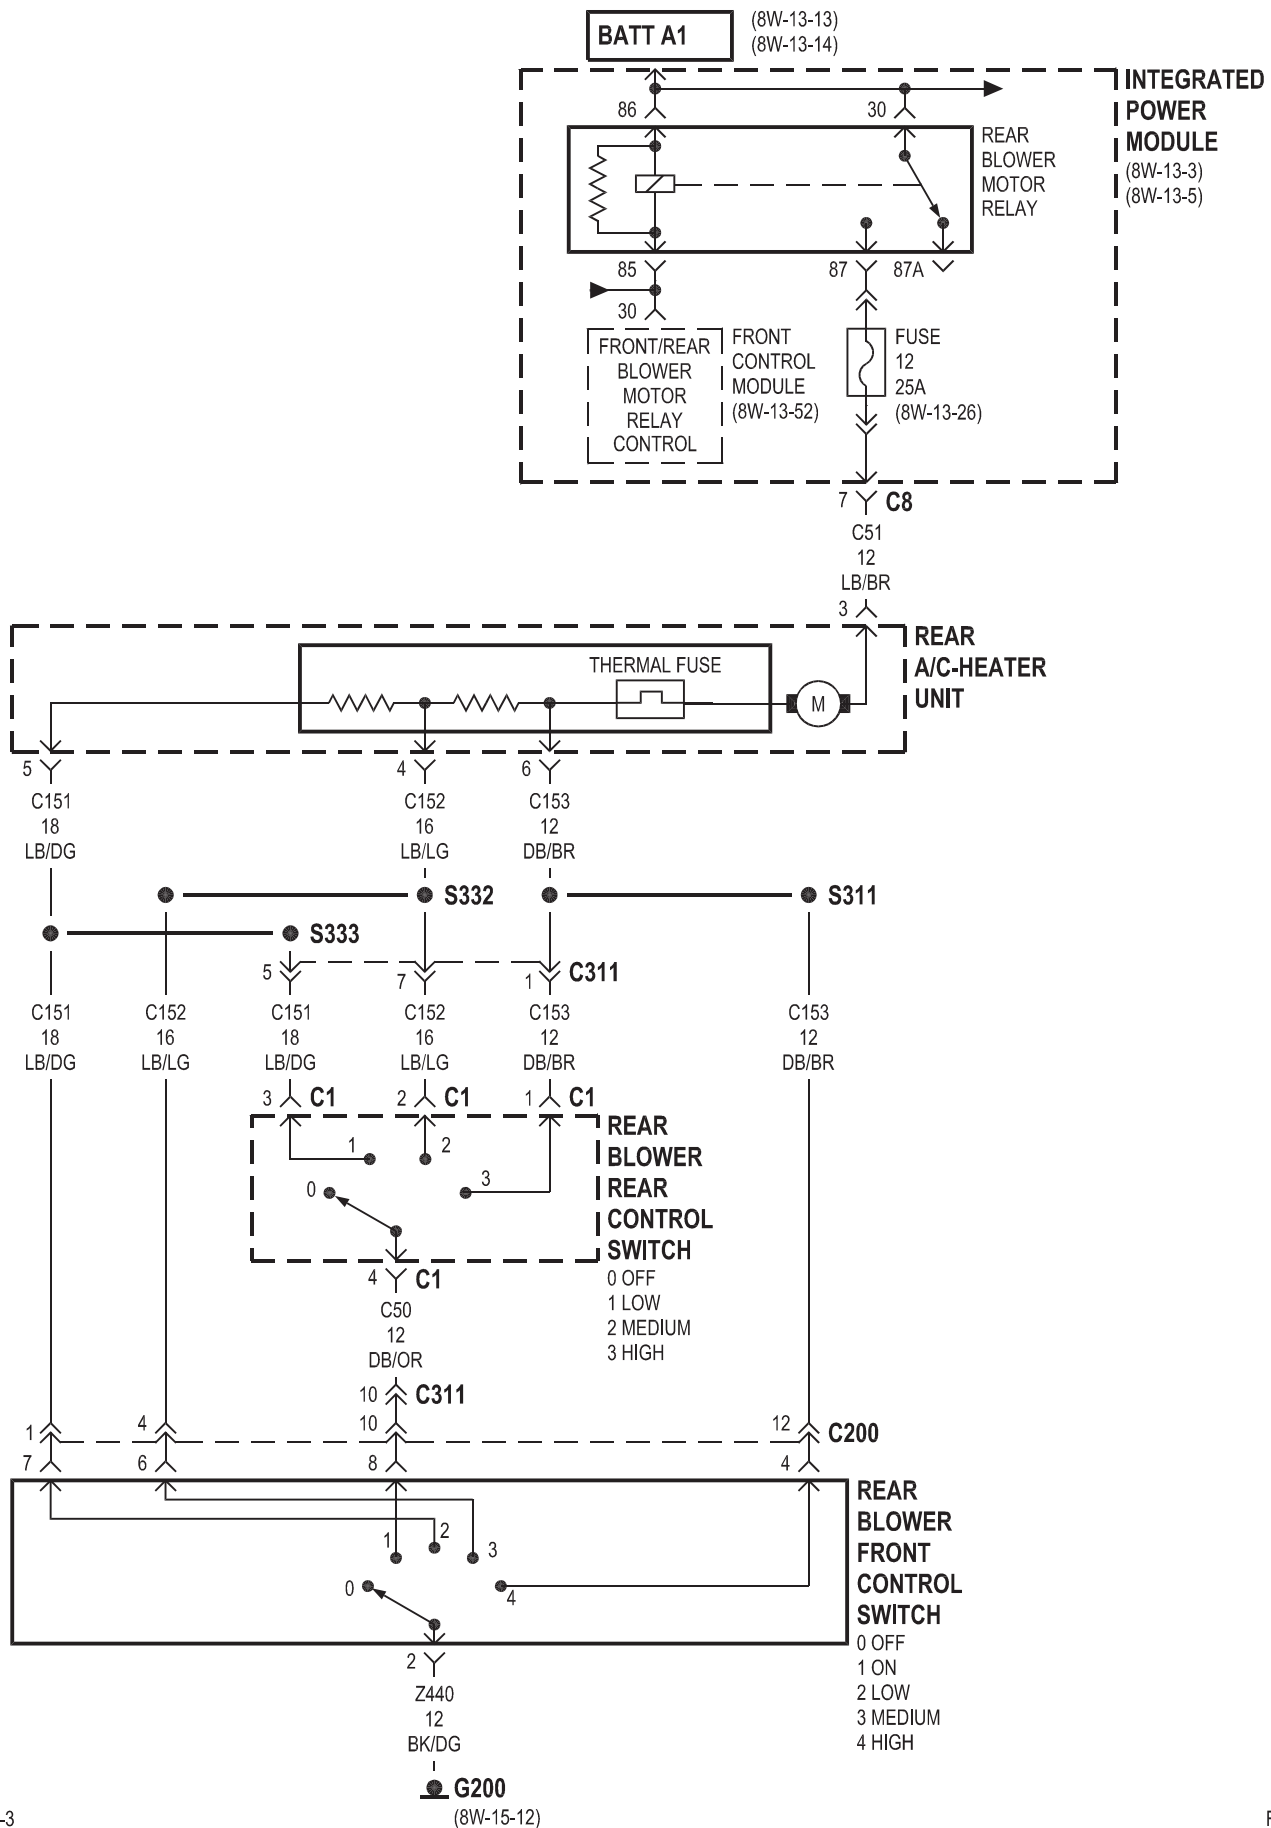 BATT A1
(8W-13-13)
(8W-13-14)
INTEGRATED
POWER
MODULE
(8W-13-3)
(8W-13-5)
86
30
REAR
BLOWER
MOTOR
RELAY
85
87
87A
30
FRONT/REAR
BLOWER
MOTOR
RELAY
CONTROL
FRONT
CONTROL
MODULE
(8W-13-52)
FUSE
12
25A
(8W-13-26)
7
C8
C51
12
LB/BR
3
REAR
A/C-HEATER
UNIT
THERMAL FUSE
M
5
4
6
C151
18
LB/DG
C152
16
LB/LG
C153
12
DB/BR
S332
S311
S333
5
7
1
C311
C151
18
LB/DG
C152
16
LB/LG
C151
18
LB/DG
C152
16
LB/LG
C153
12
DB/BR
C153
12
DB/BR
3
C1
2
C1
1
C1
REAR
BLOWER
REAR
CONTROL
SWITCH
0 OFF
1 LOW
2 MEDIUM
3 HIGH
1
2
0
3
4
C1
C50
12
DB/OR
10
C311
1
4
10
12
C200
7
6
8
4
REAR
BLOWER
FRONT
CONTROL
SWITCH
0 OFF
1 ON
2 LOW
3 MEDIUM
4 HIGH
1
2
3
0
4
2
Z440
12
BK/DG
G200
(8W-15-12)
-3